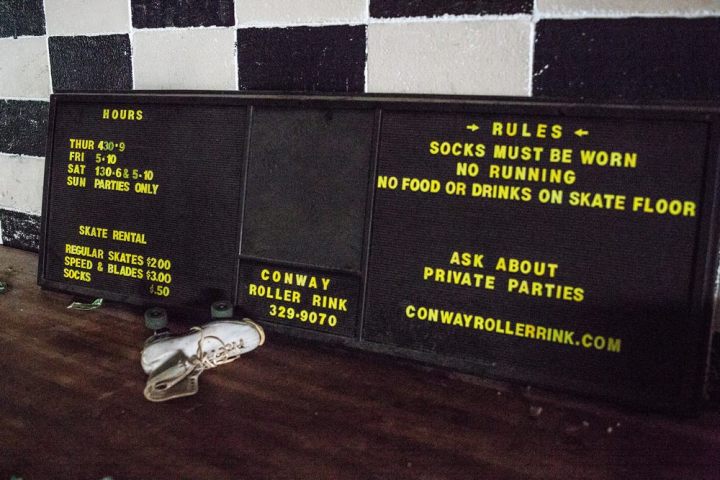 HOURS
THUR 430•9
FRI 5•10
SAT 130•6 & 5•10
SUN PARTIES ONLY
SKATE RENTAL
REGULAR SKATES $200
SPEED & BLADES $3.00
SOCKS $.50
CONWAY
ROLLER RINK
329•9070
→ RULES ←
SOCKS MUST BE WORN
NO RUNNING
NO FOOD OR DRINKS ON SKATE FLOOR
ASK ABOUT
PRIVATE PARTIES
CONWAYROLLERRINK.COM